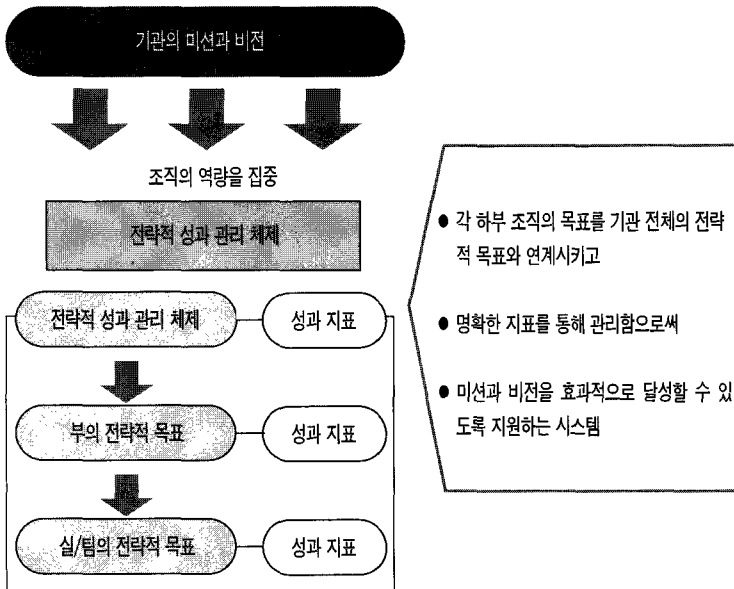 기관의 미션과 비전
조직의 역량을 집중
전략적 성과 관리 체제
전략적 성과 관리 체제
성과 지표
부의 전략적 목표
성과 지표
실/팀의 전략적 목표
성과 지표
● 각 하부 조직의 목표를 기관 전체의 전략
적 목표와 연계시키고
● 명확한 지표를 통해 관리함으로써
● 미션과 비전을 효과적으로 달성할 수 있
도록 지원하는 시스템